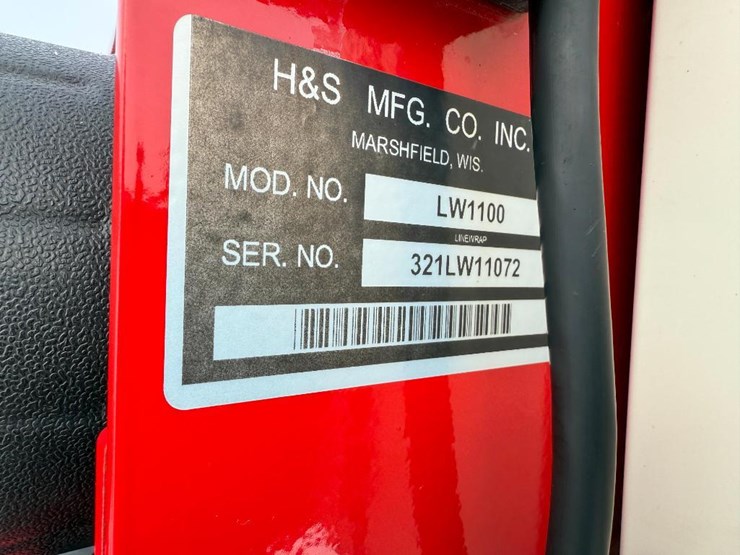 H&S MFG. CO. INC.
MARSHFIELD, WIS.
MOD. NO. LW1100
LINEWRAP
SER. NO. 321LW11072